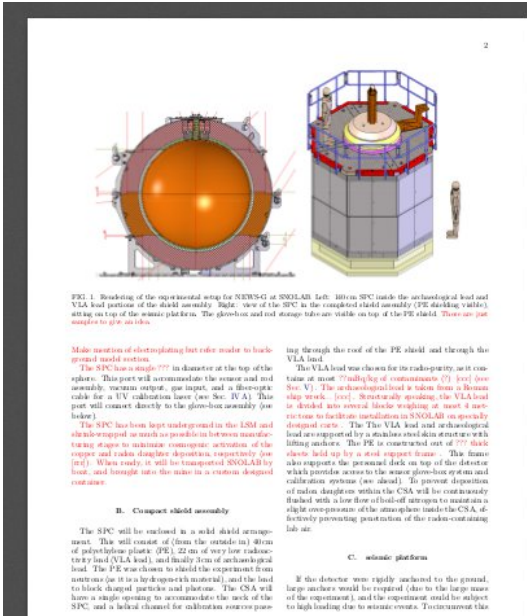 2
FIG. 1. Rendering of the experimental setup for NEWS-G at SNOLAB. Left: 140 cm SPC inside the archaeological lead and
VLA lead portions of the shield assembly. Right: view of the SPC in the completed shield assembly (PE shielding visible),
sitting on top of the seismic platform. The glove-box and rod storage tube are visible on top of the PE shield. There are just
samples to give an idea.
Make mention of electroplating but refer reader to back-
ground model section.
The SPC has a single ??? in diameter at the top of the
sphere. This port will accommodate the sensor and rod
assembly, vacuum output, gas input, and a fiber-optic
cable for a UV calibration laser (see Sec. IV A). This
port will connect directly to the glove-box assembly (see
below).
The SPC has been kept underground in the LSM and
shrink-wrapped as much as possible in between manufac-
turing stages to minimize cosmogenic activation of the
copper and radon daughter deposition, respectively (see
[ccc]). When ready, it will be transported SNOLAB by
boat, and brought into the mine in a custom designed
container.
B. Compact shield assembly
The SPC will be enclosed in a solid shield arrange-
ment. This will consist of (from the outside in) 40 cm
of polyethylene plastic (PE), 22 cm of very low radioac-
tivity lead (VLA lead), and finally 3 cm of archaeological
lead. The PE was chosen to shield the experiment from
neutrons (as it is a hydrogen-rich material), and the lead
to block charged particles and photons. The CSA will
have a single opening to accommodate the neck of the
SPC, and a helical channel for calibration sources pass-
ing through the roof of the PE shield and through the
VLA lead.
The VLA lead was chosen for its radio-purity, as it con-
tains at most ??mBq/kg of contaminants (?) [ccc] (see
Sec. V). The archaeological lead is taken from a Roman
ship wreck... [ccc]. Structurally speaking, the VLA lead
is divided into several blocks weighing at most 4 met-
ric tons to facilitate installation in SNOLAB on specially
designed carts. The The VLA lead and archaeological
lead are supported by a stainless steel skin structure with
lifting anchors. The PE is constructed out of ??? thick
sheets held up by a steel support frame. This frame
also supports the personnel deck on top of the detector
which provides access to the sensor glove-box system and
calibration systems (see ahead). To prevent deposition
of radon daughters within the CSA will be continuously
flushed with a low flow of boil-off nitrogen to maintain a
slight over-pressure of the atmosphere inside the CSA, ef-
fectively preventing penetration of the radon-containing
lab air.
C. seismic platform
If the detector were rigidly anchored to the ground,
large anchors would be required (due to the large mass
of the experiment), and the experiment could be subject
to high loading due to seismic events. To circumvent this